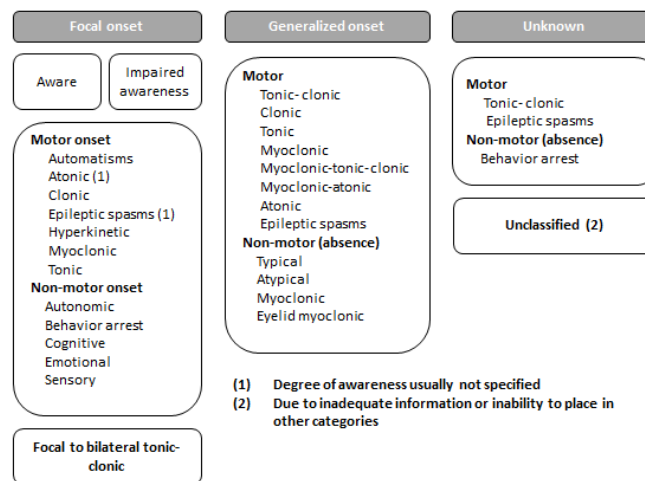 Focal onset
Aware
Impaired
awareness
Motor onset
Automatisms
Atonic (1)
Clonic
Epileptic spasms (1)
Hyperkinetic
Myoclonic
Tonic
Non-motor onset
Autonomic
Behavior arrest
Cognitive
Emotional
Sensory
Focal to bilateral tonic-
clonic
Generalized onset
Motor
Tonic- clonic
Clonic
Tonic
Myoclonic
Myoclonic-tonic-clonic
Myoclonic-atonic
Atonic
Epileptic spasms
Non-motor (absence)
Typical
Atypical
Myoclonic
Eyelid myoclonic
Unknown
Motor
Tonic- clonic
Epileptic spasms
Non-motor (absence)
Behavior arrest
Unclassified (2)
(1) Degree of awareness usually not specified
(2) Due to inadequate information or inability to place in
other categories